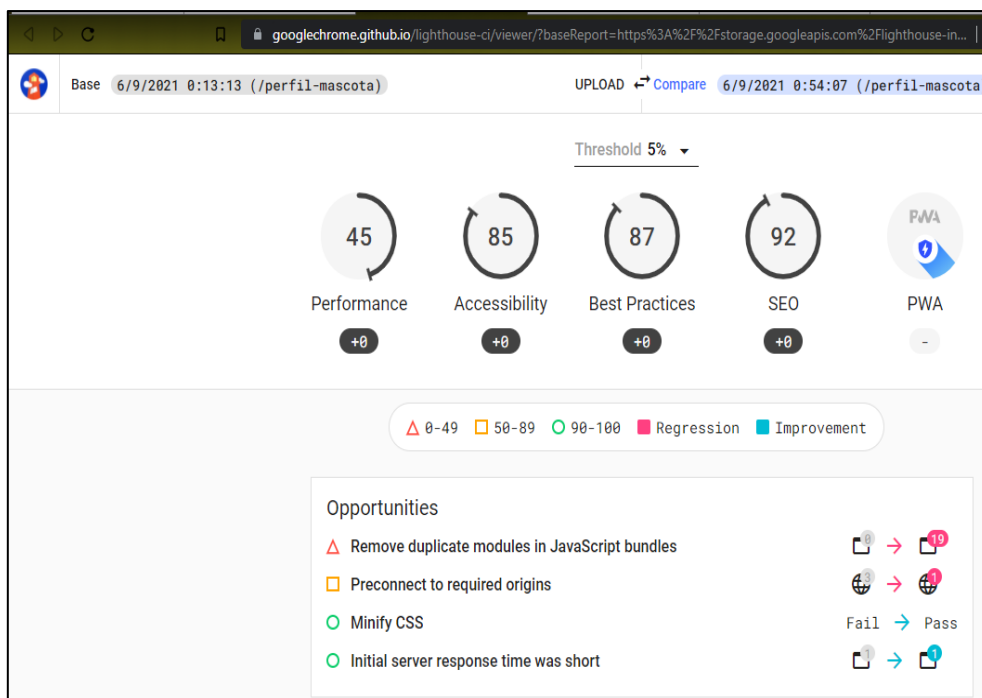 googlechrome.github.io/lighthouse-ci/viewer/?baseReport=https%3A%2F%2Fstorage.googleapis.com%2Flighthouse-in...
Base 6/9/2021 0:13:13 (/perfil-mascota) UPLOAD Compare 6/9/2021 0:54:07 (/perfil-mascota
Threshold 5%
45 85 87 92 PWA
Performance Accessibility Best Practices SEO PWA
+0 +0 +0 +0 -
0-49 50-89 90-100 Regression Improvement
Opportunities
Remove duplicate modules in JavaScript bundles 0 19
Preconnect to required origins 3 1
Minify CSS Fail Pass
Initial server response time was short 1 1